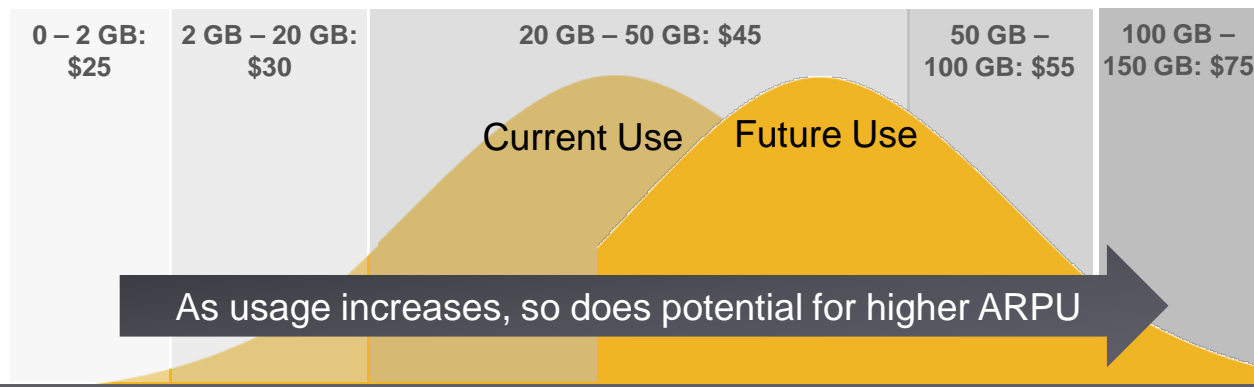 0 – 2 GB:
$25
2 GB – 20 GB:
$30
20 GB – 50 GB: $45
50 GB –
100 GB: $55
100 GB –
150 GB: $75
Current Use
Future Use
As usage increases, so does potential for higher ARPU